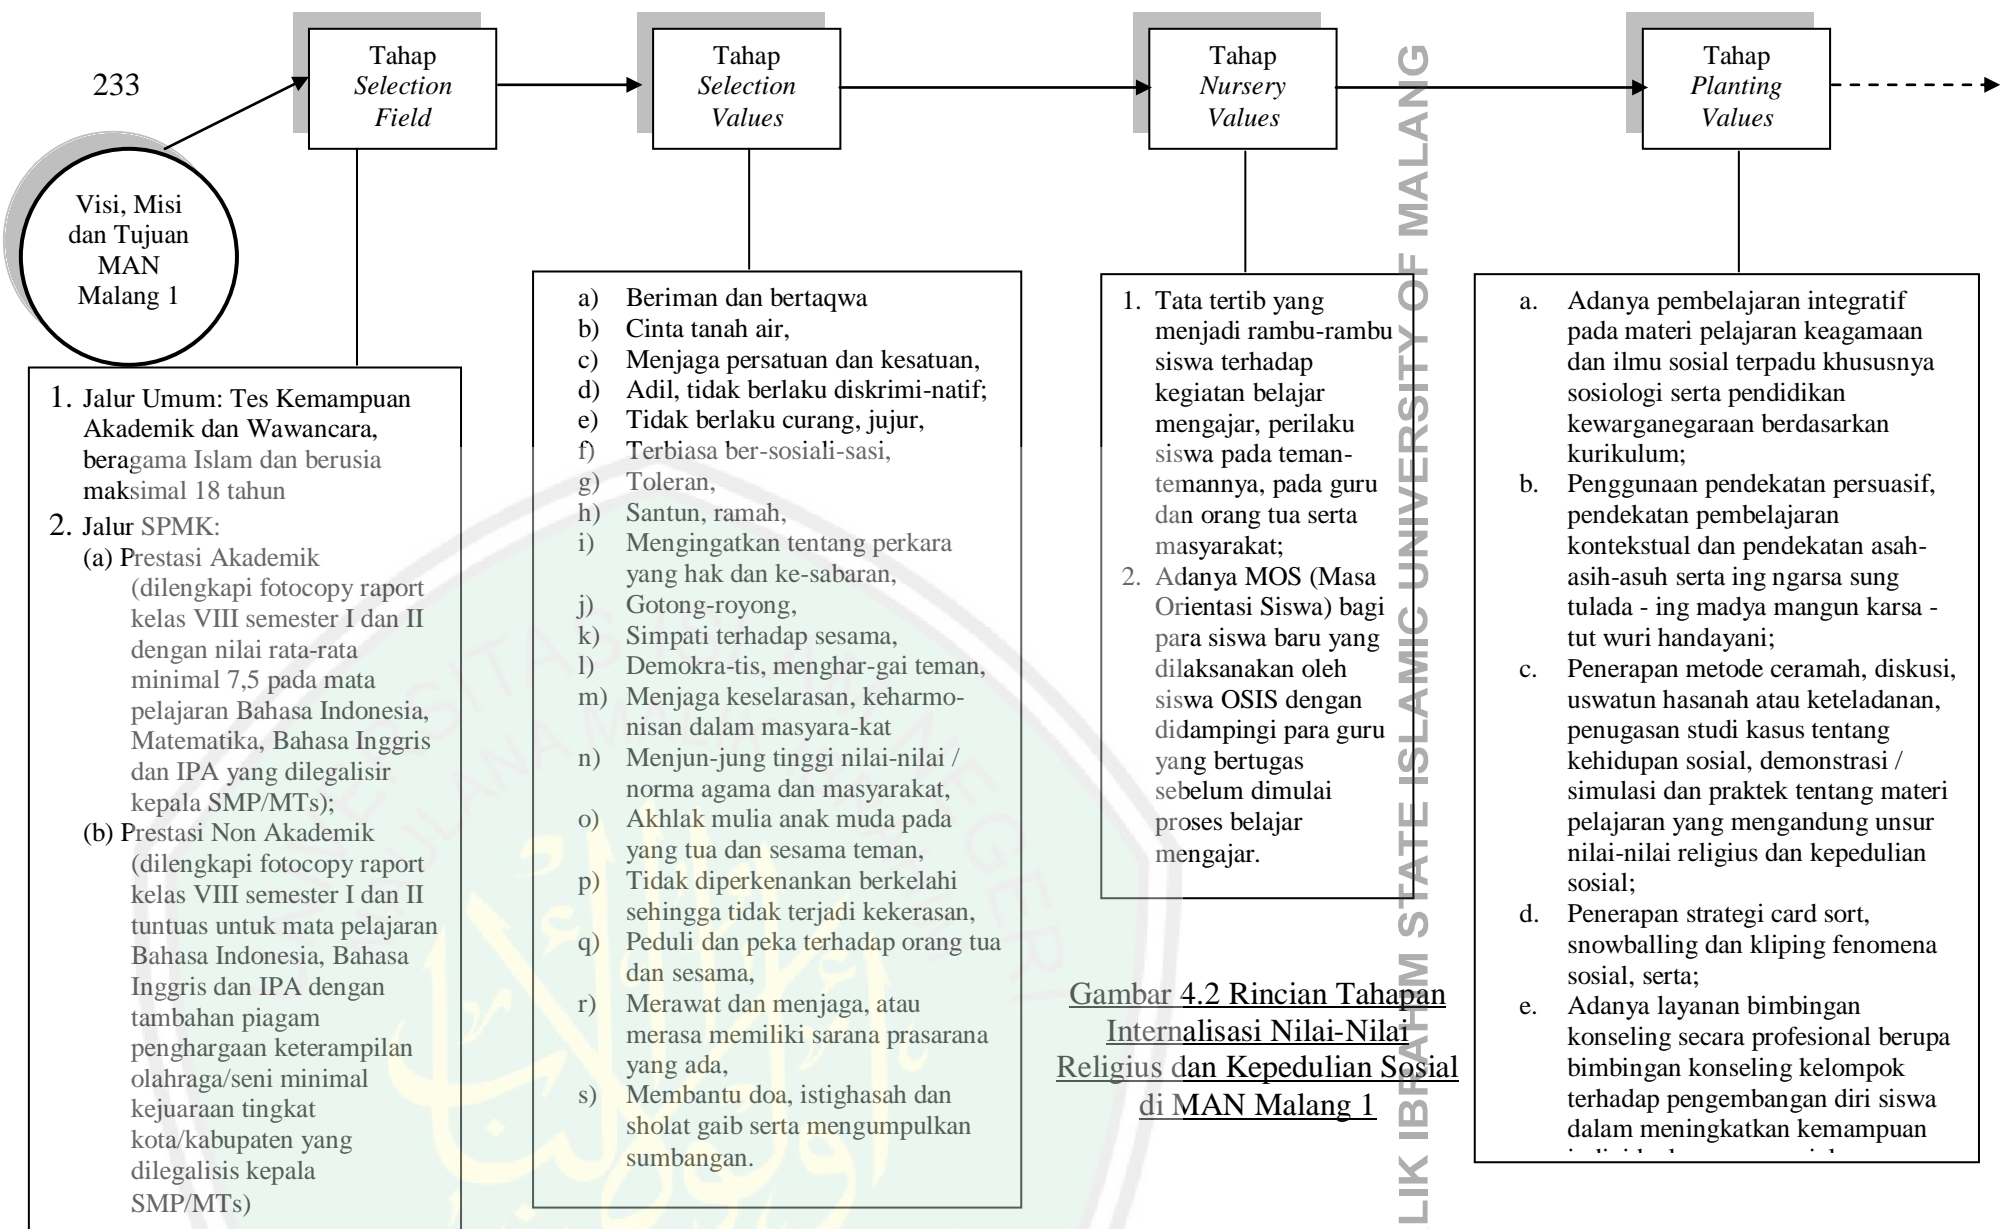 233
Visi, Misi
dan Tujuan
MAN
Malang 1
Tahap
Selection
Field
Tahap
Selection
Values
Tahap
Nursery
Values
Tahap
Planting
Values
1. Jalur Umum: Tes Kemampuan
Akademik dan Wawancara,
beragama Islam dan berusia
maksimal 18 tahun
2. Jalur SPMK:
(a) Prestasi Akademik
(dilengkapi fotocopy raport
kelas VIII semester I dan II
dengan nilai rata-rata
minimal 7,5 pada mata
pelajaran Bahasa Indonesia,
Matematika, Bahasa Inggris
dan IPA yang dilegalisir
kepala SMP/MTs);
(b) Prestasi Non Akademik
(dilengkapi fotocopy raport
kelas VIII semester I dan II
tuntuas untuk mata pelajaran
Bahasa Indonesia, Bahasa
Inggris dan IPA dengan
tambahan piagam
penghargaan keterampilan
olahraga/seni minimal
kejuaraan tingkat
kota/kabupaten yang
dilegalisis kepala
SMP/MTs)
a) Beriman dan bertaqwa
b) Cinta tanah air,
c) Menjaga persatuan dan kesatuan,
d) Adil, tidak berlaku diskrimi-natif;
e) Tidak berlaku curang, jujur,
f) Terbiasa ber-sosiali-sasi,
g) Toleran,
h) Santun, ramah,
i) Mengingatkan tentang perkara
yang hak dan ke-sabaran,
j) Gotong-royong,
k) Simpati terhadap sesama,
l) Demokra-tis, menghar-gai teman,
m) Menjaga keselarasan, keharmo-
nisan dalam masyara-kat
n) Menjun-jung tinggi nilai-nilai /
norma agama dan masyarakat,
o) Akhlak mulia anak muda pada
yang tua dan sesama teman,
p) Tidak diperkenankan berkelahi
sehingga tidak terjadi kekerasan,
q) Peduli dan peka terhadap orang tua
dan sesama,
r) Merawat dan menjaga, atau
merasa memiliki sarana prasarana
yang ada,
s) Membantu doa, istighasah dan
sholat gaib serta mengumpulkan
sumbangan.
1. Tata tertib yang
menjadi rambu-rambu
siswa terhadap
kegiatan belajar
mengajar, perilaku
siswa pada teman-
temannya, pada guru
dan orang tua serta
masyarakat;
2. Adanya MOS (Masa
Orientasi Siswa) bagi
para siswa baru yang
dilaksanakan oleh
siswa OSIS dengan
didampingi para guru
yang bertugas
sebelum dimulai
proses belajar
mengajar.
Gambar 4.2 Rincian Tahapan
Internalisasi Nilai-Nilai
Religius dan Kepedulian Sosial
di MAN Malang 1
a. Adanya pembelajaran integratif
pada materi pelajaran keagamaan
dan ilmu sosial terpadu khususnya
sosiologi serta pendidikan
kewarganegaraan berdasarkan
kurikulum;
b. Penggunaan pendekatan persuasif,
pendekatan pembelajaran
kontekstual dan pendekatan asah-
asih-asuh serta ing ngarsa sung
tulada - ing madya mangun karsa -
tut wuri handayani;
c. Penerapan metode ceramah, diskusi,
uswatun hasanah atau keteladanan,
penugasan studi kasus tentang
kehidupan sosial, demonstrasi /
simulasi dan praktek tentang materi
pelajaran yang mengandung unsur
nilai-nilai religius dan kepedulian
sosial;
d. Penerapan strategi card sort,
snowballing dan kliping fenomena
sosial, serta;
e. Adanya layanan bimbingan
konseling secara profesional berupa
bimbingan konseling kelompok
terhadap pengembangan diri siswa
dalam meningkatkan kemampuan
LIK IBRAHIM STATE ISLAMIC UNIVERSITY OF MALANG